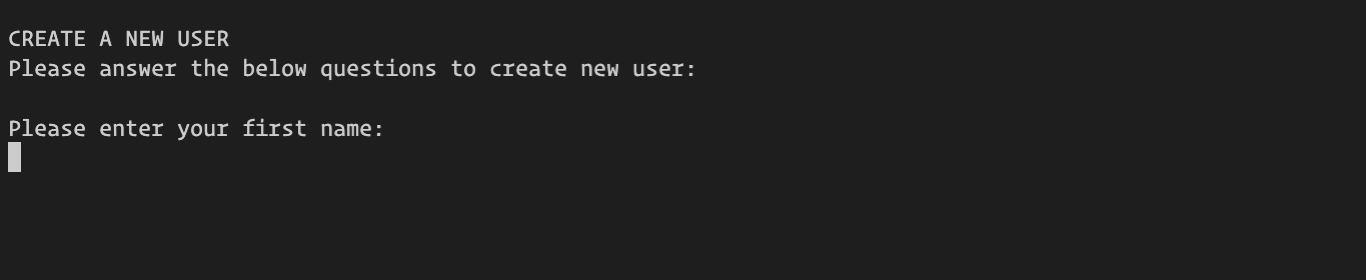 CREATE A NEW USER
Please answer the below questions to create new user:
Please enter your first name: